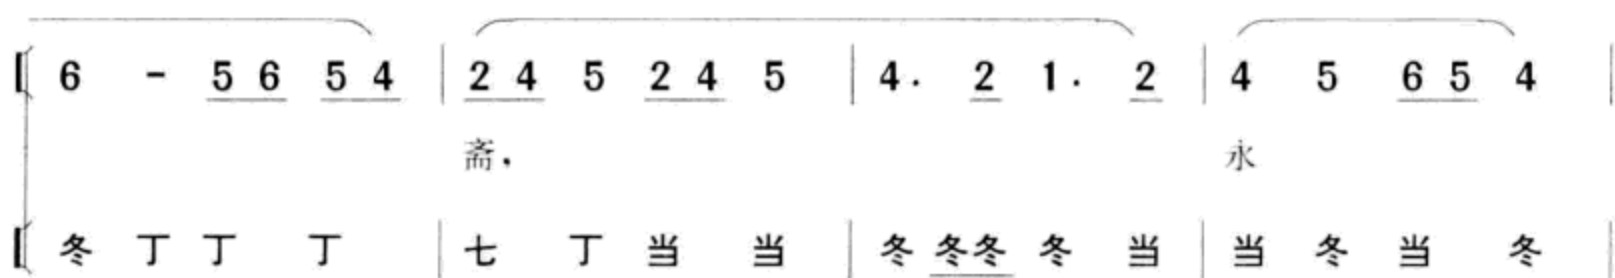 6 - 5 6 5 4 | 2 4 5 2 4 5 | 4. 2 1. 2 | 4 5 6 5 4 |
斋, 永
冬 丁 丁 丁 | 七 丁 当 当 | 冬 冬冬 冬 当 | 当 冬 当 冬 |